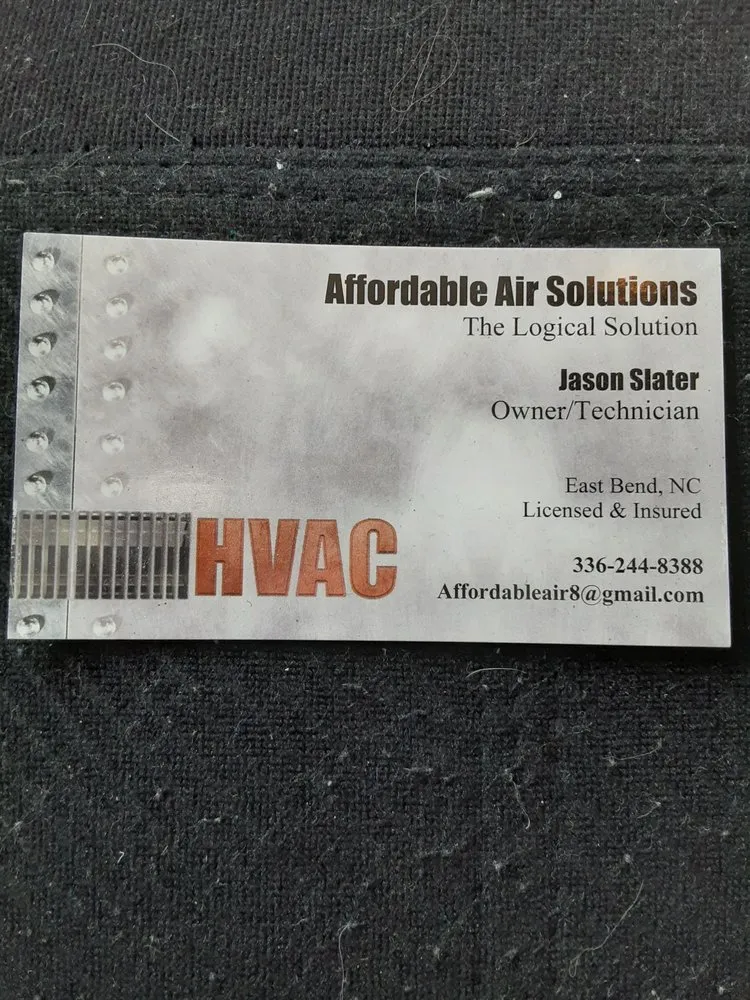 Affordable Air Solutions
The Logical Solution
Jason Slater
Owner/Technician
East Bend, NC
Licensed & Insured
HVAC
336-244-8388
Affordableair8@gmail.com